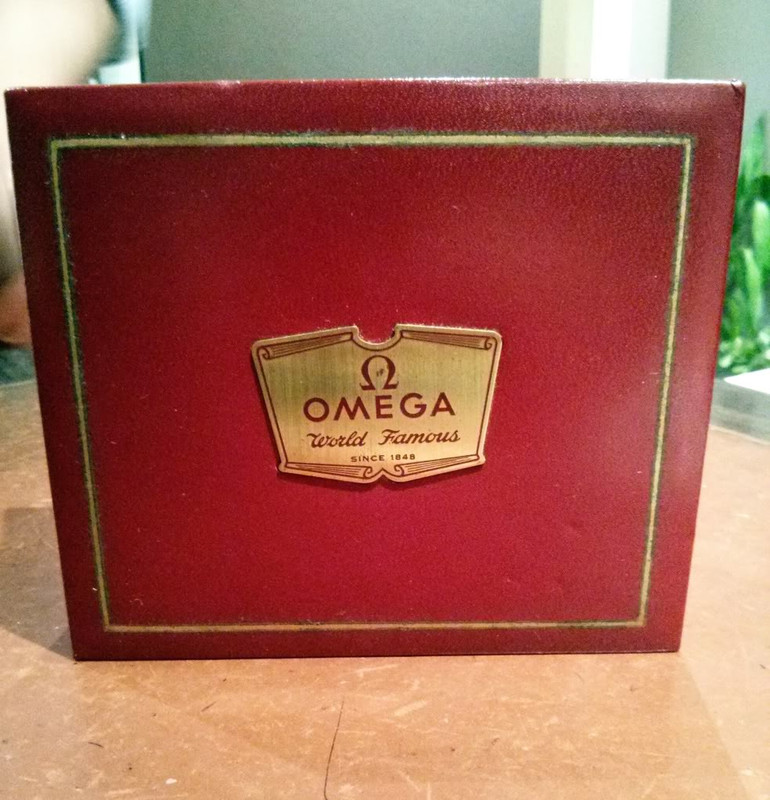 Ω
OMEGA
World Famous
SINCE 1848